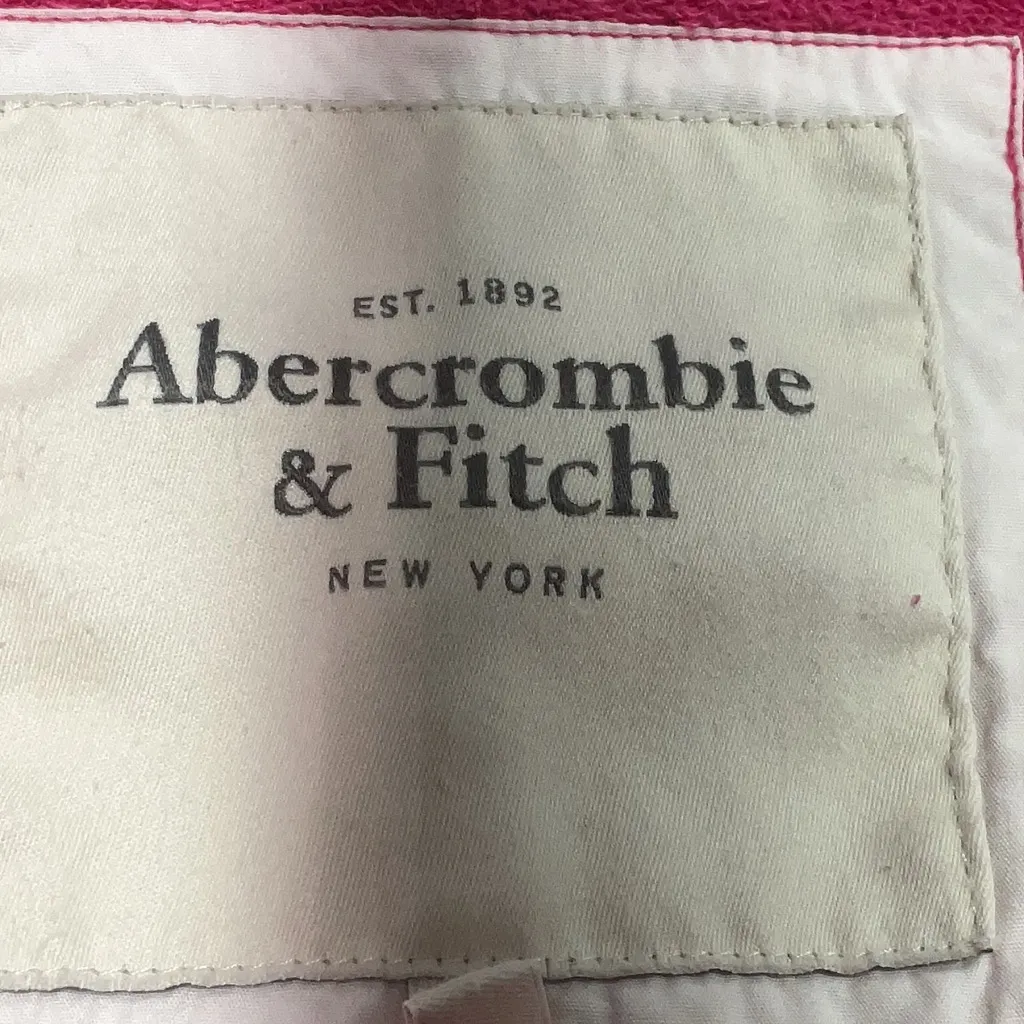 EST. 1892
Abercrombie
& Fitch
NEW YORK